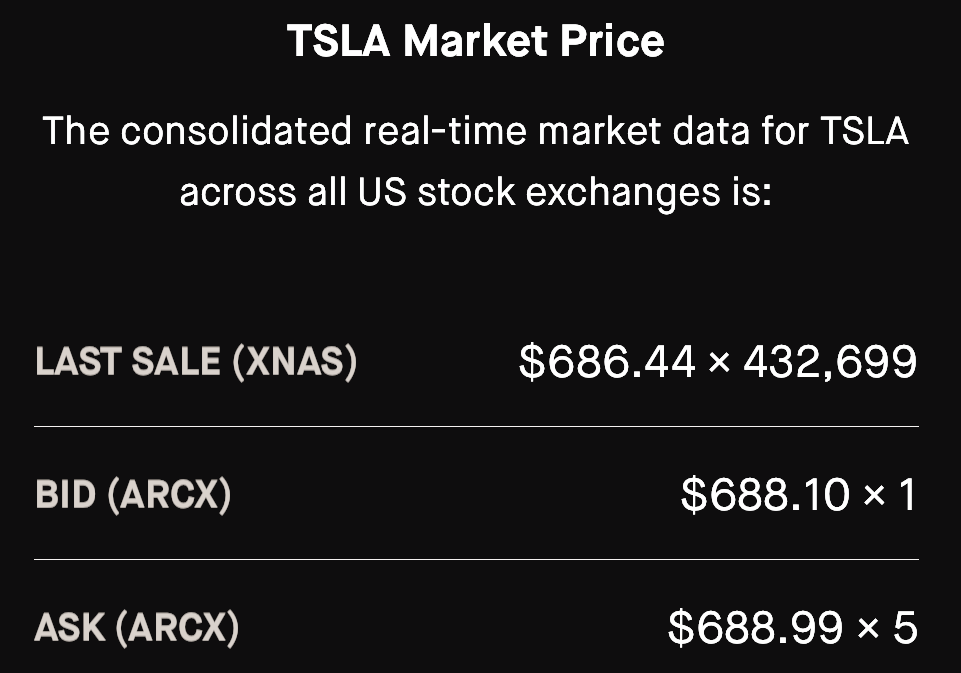 TSLA Market Price
The consolidated real-time market data for TSLA
across all US stock exchanges is:
LAST SALE (XNAS) $686.44 × 432,699
BID (ARCX) $688.10 × 1
ASK (ARCX) $688.99 × 5